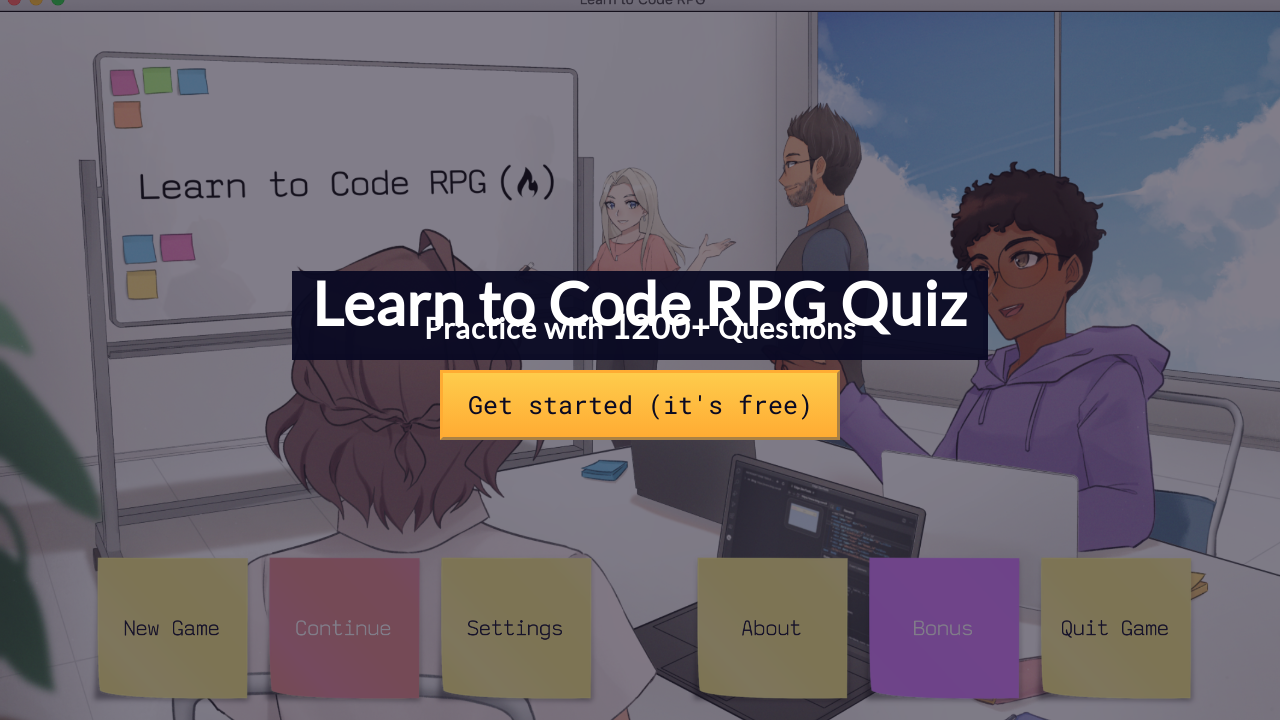 Learn to Code RPG
Learn to Code RPG
Learn to Code RPG Quiz
Practice with 1200+ Questions
Get started (it's free)
New Game
Continue
Settings
About
Bonus
Quit Game